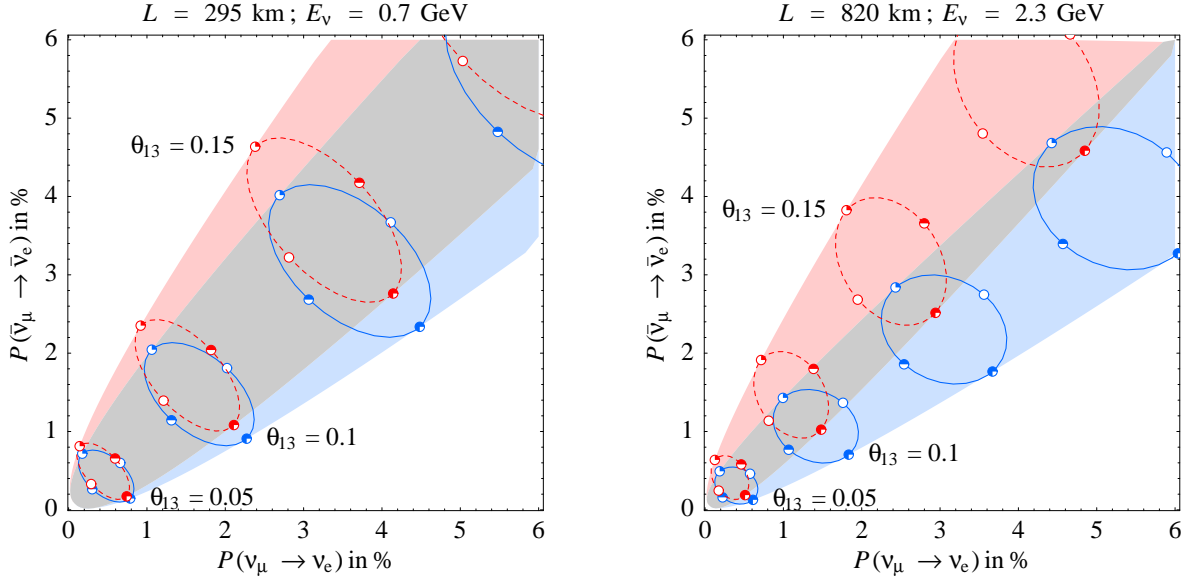 L = 295 km ; Eν = 0.7 GeV
6
5
4
3
2
1
0
P(ν̄μ → ν̄e) in %
θ13 = 0.15
θ13 = 0.1
θ13 = 0.05
0 1 2 3 4 5 6
P(νμ → νe) in %
L = 820 km ; Eν = 2.3 GeV
6
5
4
3
2
1
0
P(ν̄μ → ν̄e) in %
θ13 = 0.15
θ13 = 0.1
θ13 = 0.05
0 1 2 3 4 5 6
P(νμ → νe) in %